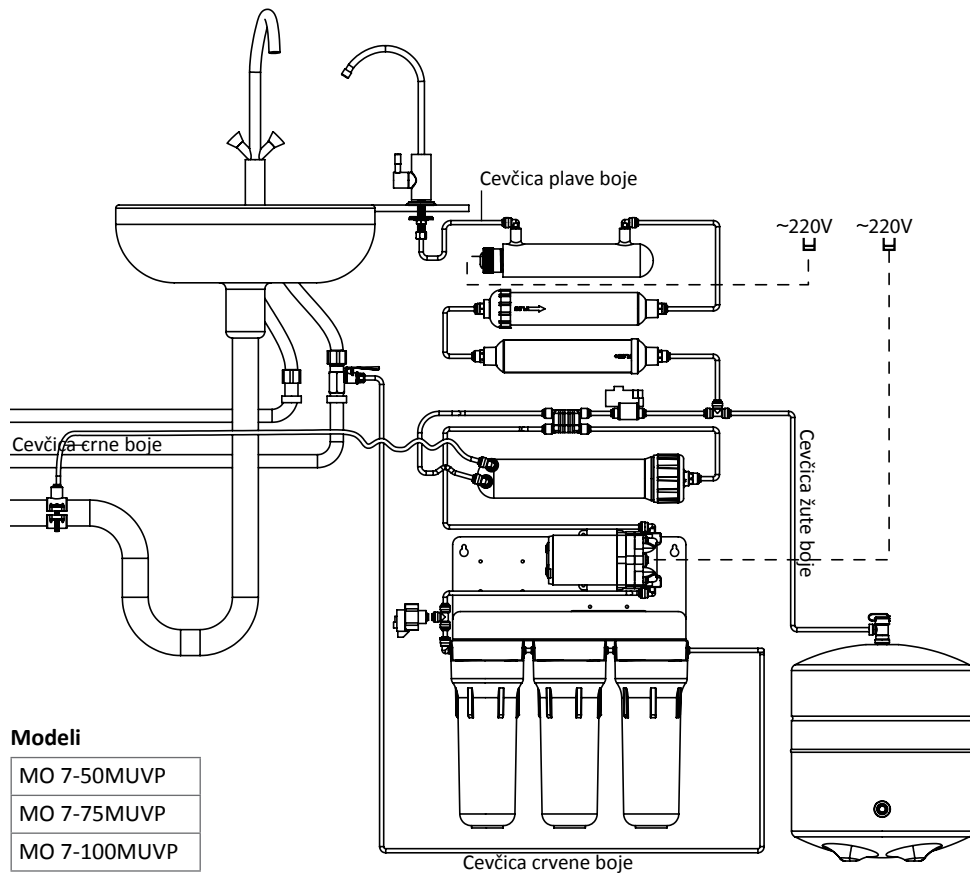 Cevčica plave boje
~220V
~220V
Cevčica crne boje
Cevčica žute boje
Modeli
MO 7-50MUVP
MO 7-75MUVP
MO 7-100MUVP
Cevčica crvene boje